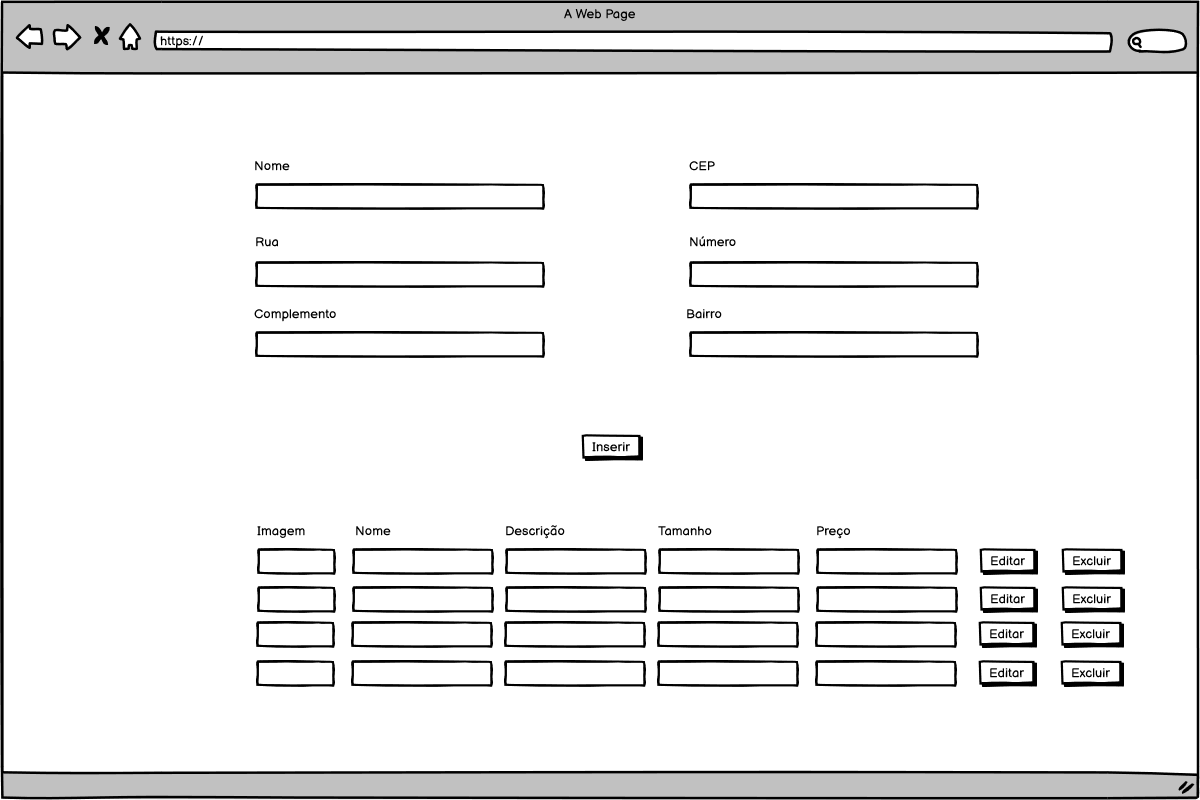 A Web Page
https://
Nome CEP
Rua Número
Complemento Bairro
Inserir
Imagem Nome Descrição Tamanho Preço
Editar Excluir
Editar Excluir
Editar Excluir
Editar Excluir